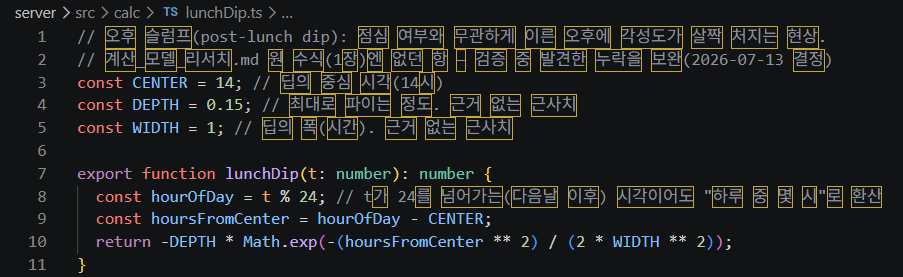 server > src > calc > TS lunchDip.ts > ...
1 // 오후 슬럼프(post-lunch dip): 점심 여부와 무관하게 이른 오후에 각성도가 살짝 처지는 현상.
2 // 계산_모델_리서치.md 원 수식(1장)엔 없던 항 - 검증 중 발견한 누락을 보완(2026-07-13 결정)
3 const CENTER = 14; // 딥의 중심 시각(14시)
4 const DEPTH = 0.15; // 최대로 파이는 정도. 근거 없는 근사치
5 const WIDTH = 1; // 딥의 폭(시간). 근거 없는 근사치
6
7 export function lunchDip(t: number): number {
8 const hourOfDay = t % 24; // t가 24를 넘어가는(다음날 이후) 시각이어도 "하루 중 몇 시"로 환산
9 const hoursFromCenter = hourOfDay - CENTER;
10 return -DEPTH * Math.exp(-(hoursFromCenter ** 2) / (2 * WIDTH ** 2));
11 }